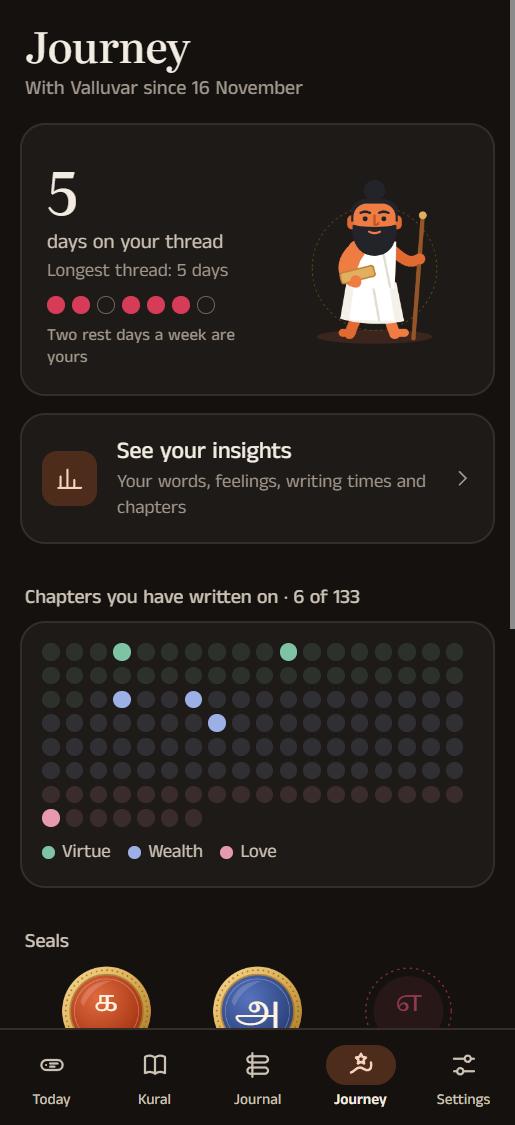 Journey
With Valluvar since 16 November
5
days on your thread
Longest thread: 5 days
Two rest days a week are
yours
See your insights
Your words, feelings, writing times and
chapters
Chapters you have written on · 6 of 133
Virtue Wealth Love
Seals
க அ எ
Today Kural Journal Journey Settings